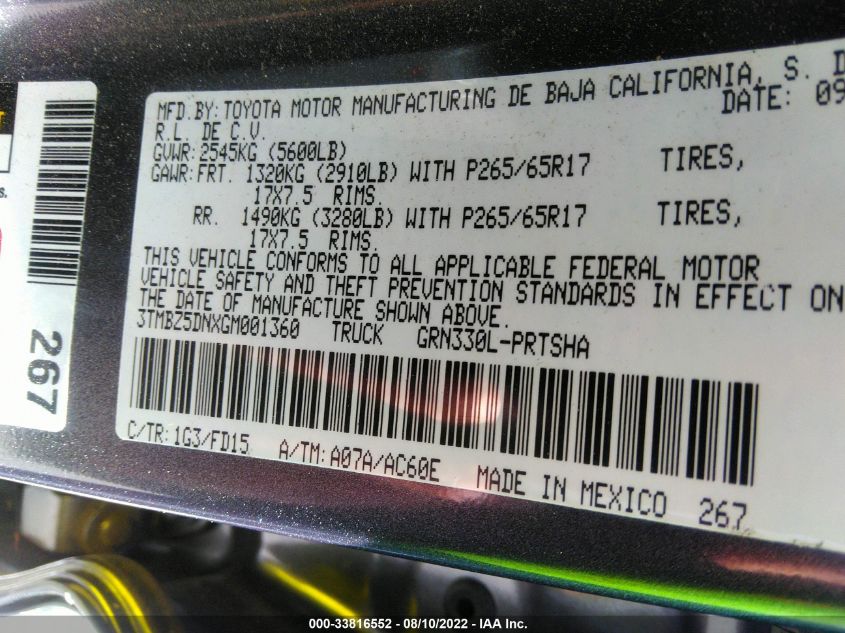 MFD.BY: TOYOTA MOTOR MANUFACTURING DE BAJA CALIFORNIA, S. D
R.L. DE C.V. DATE: 09
GVWR: 2545KG (5600LB)
GAWR: FRT. 1320KG (2910LB) WITH P265/65R17 TIRES,
17X7.5 RIMS.
RR. 1490KG (3280LB) WITH P265/65R17 TIRES,
17X7.5 RIMS.
THIS VEHICLE CONFORMS TO ALL APPLICABLE FEDERAL MOTOR
VEHICLE SAFETY AND THEFT PREVENTION STANDARDS IN EFFECT ON
THE DATE OF MANUFACTURE SHOWN ABOVE.
3TMBZ5DNXGM001360 TRUCK GRN330L-PRTSHA
C/TR: 1G3/FD15 A/TM: A07A/AC60E MADE IN MEXICO 267
267
000-33816552 - 08/10/2022 - IAA Inc.